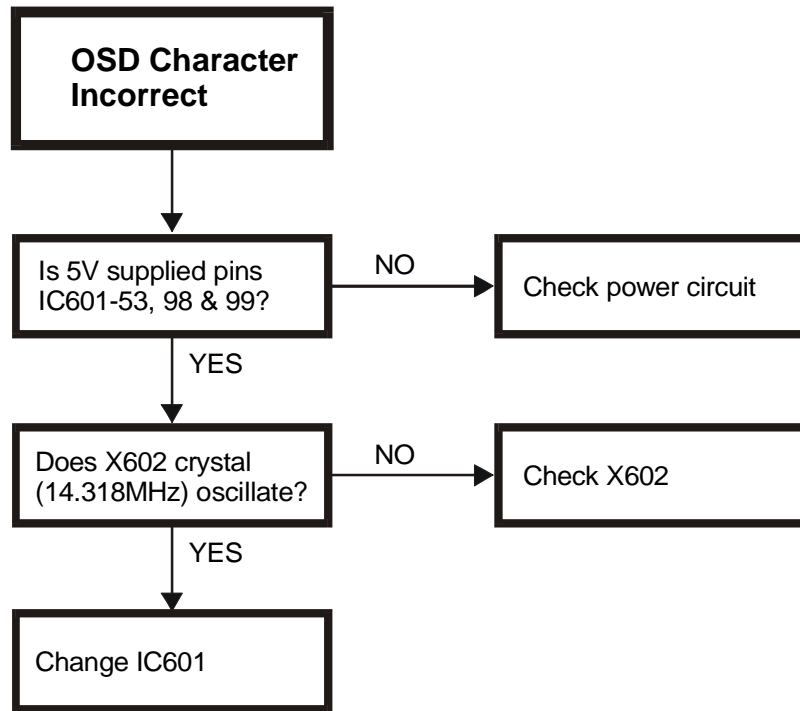 OSD Character
Incorrect
Is 5V supplied pins
IC601-53, 98 & 99?
NO
Check power circuit
YES
Does X602 crystal
(14.318MHz) oscillate?
NO
Check X602
YES
Change IC601